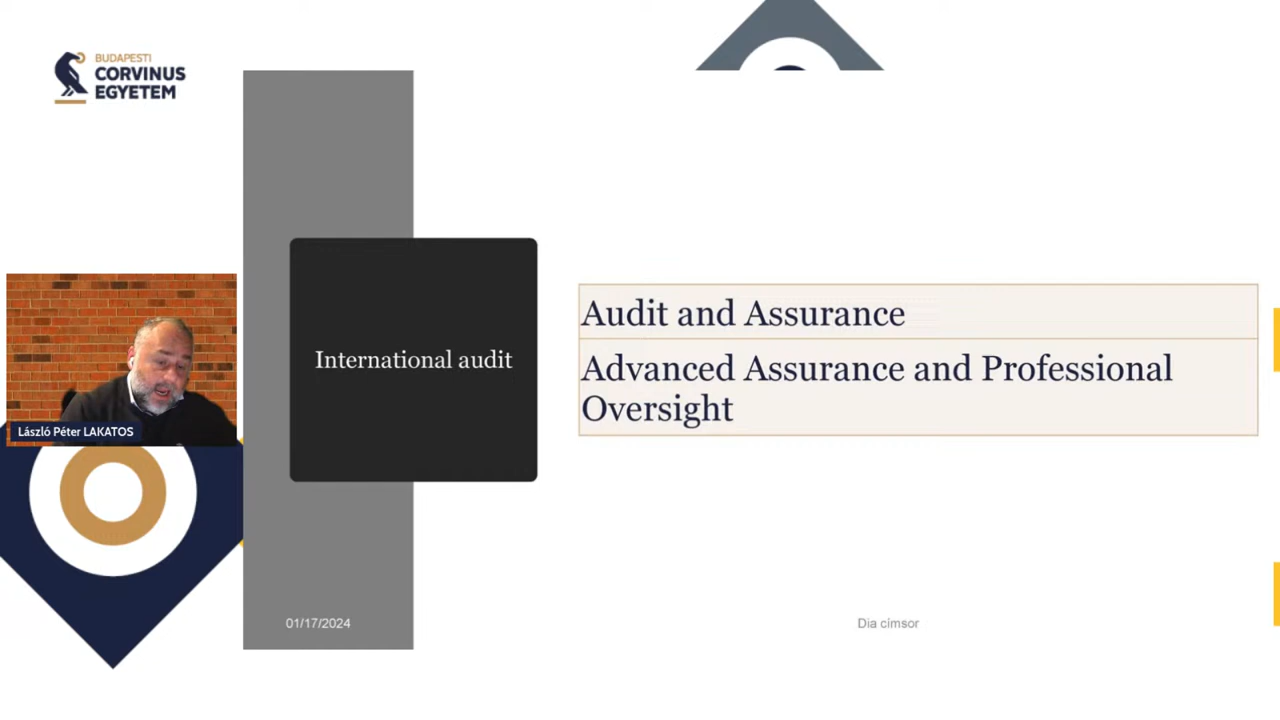 BUDAPESTI
CORVINUS
EGYETEM
International audit
Audit and Assurance
Advanced Assurance and Professional
Oversight
László Péter LAKATOS
01/17/2024
Dia címsor